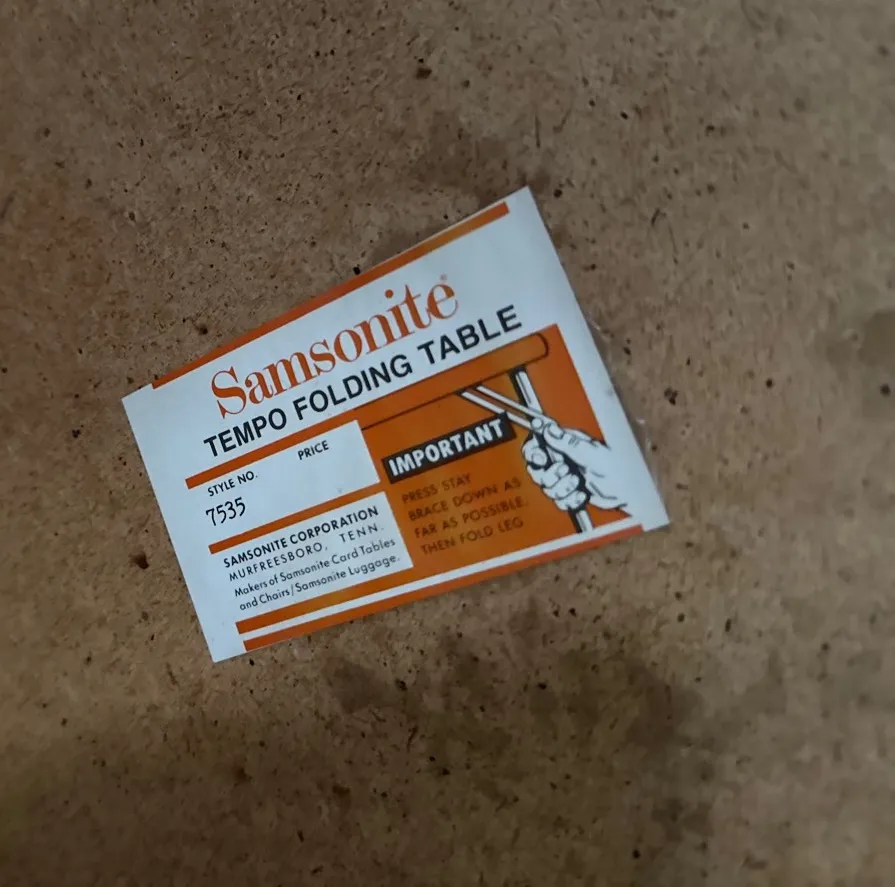 Samsonite®
TEMPO FOLDING TABLE
STYLE NO. PRICE
7535
SAMSONITE CORPORATION
MURFREESBORO, TENN.
Makers of Samsonite Card Tables
and Chairs/Samsonite Luggage.
IMPORTANT
PRESS STAY
BRACE DOWN AS
FAR AS POSSIBLE.
THEN FOLD LEG